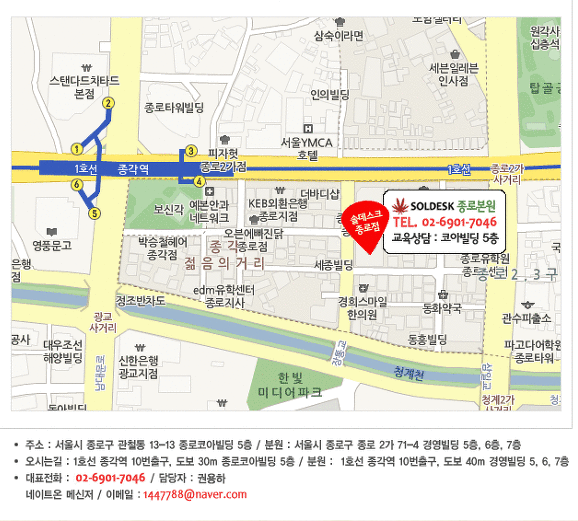 삼숙이라면
인의빌딩
세븐일레븐
인사점
원각사
십층석
탑골공
스탠다드차타드
본점
종로타워빌딩
서울YMCA
호텔
피자헛
종로2가점
1호선 종각역
1호선
종로2가
사거리
1
2
3
4
5
6
보신각
예본안과
네트워크
더바디샵
KEB외환은행
종로지점
SOLDESK 종로본원
TEL. 02-6901-7046
교육상담 : 코아빌딩 5층
솔데스크
종로점
영풍문고
박승철헤어
종각점
오븐에빠진닭
종로점
종각
젊음의거리
세종빌딩
종로유학원
종로2.3구
은행
점
edm유학센터
종로지사
정조반차도
경희스마일
한의원
동화약국
관수파출소
광교
사거리
공사
대우조선
해양빌딩
신한은행
광교지점
동흥빌딩
파고다어학원
종로타워
장통교
청계천
삼일교
한빛
미디어파크
청계2가
사거리
• 주소 : 서울시 종로구 관철동 13-13 종로코아빌딩 5층 / 분원 : 서울시 종로구 종로 2가 71-4 경영빌딩 5층, 6층, 7층
• 오시는길 : 1호선 종각역 10번출구, 도보 30m 종로코아빌딩 5층 / 분원 : 1호선 종각역 10번출구, 도보 40m 경영빌딩 5, 6, 7층
• 대표전화 : 02-6901-7046 / 담당자 : 권용하
네이트온 메신저 / 이메일 : 1447788@naver.com